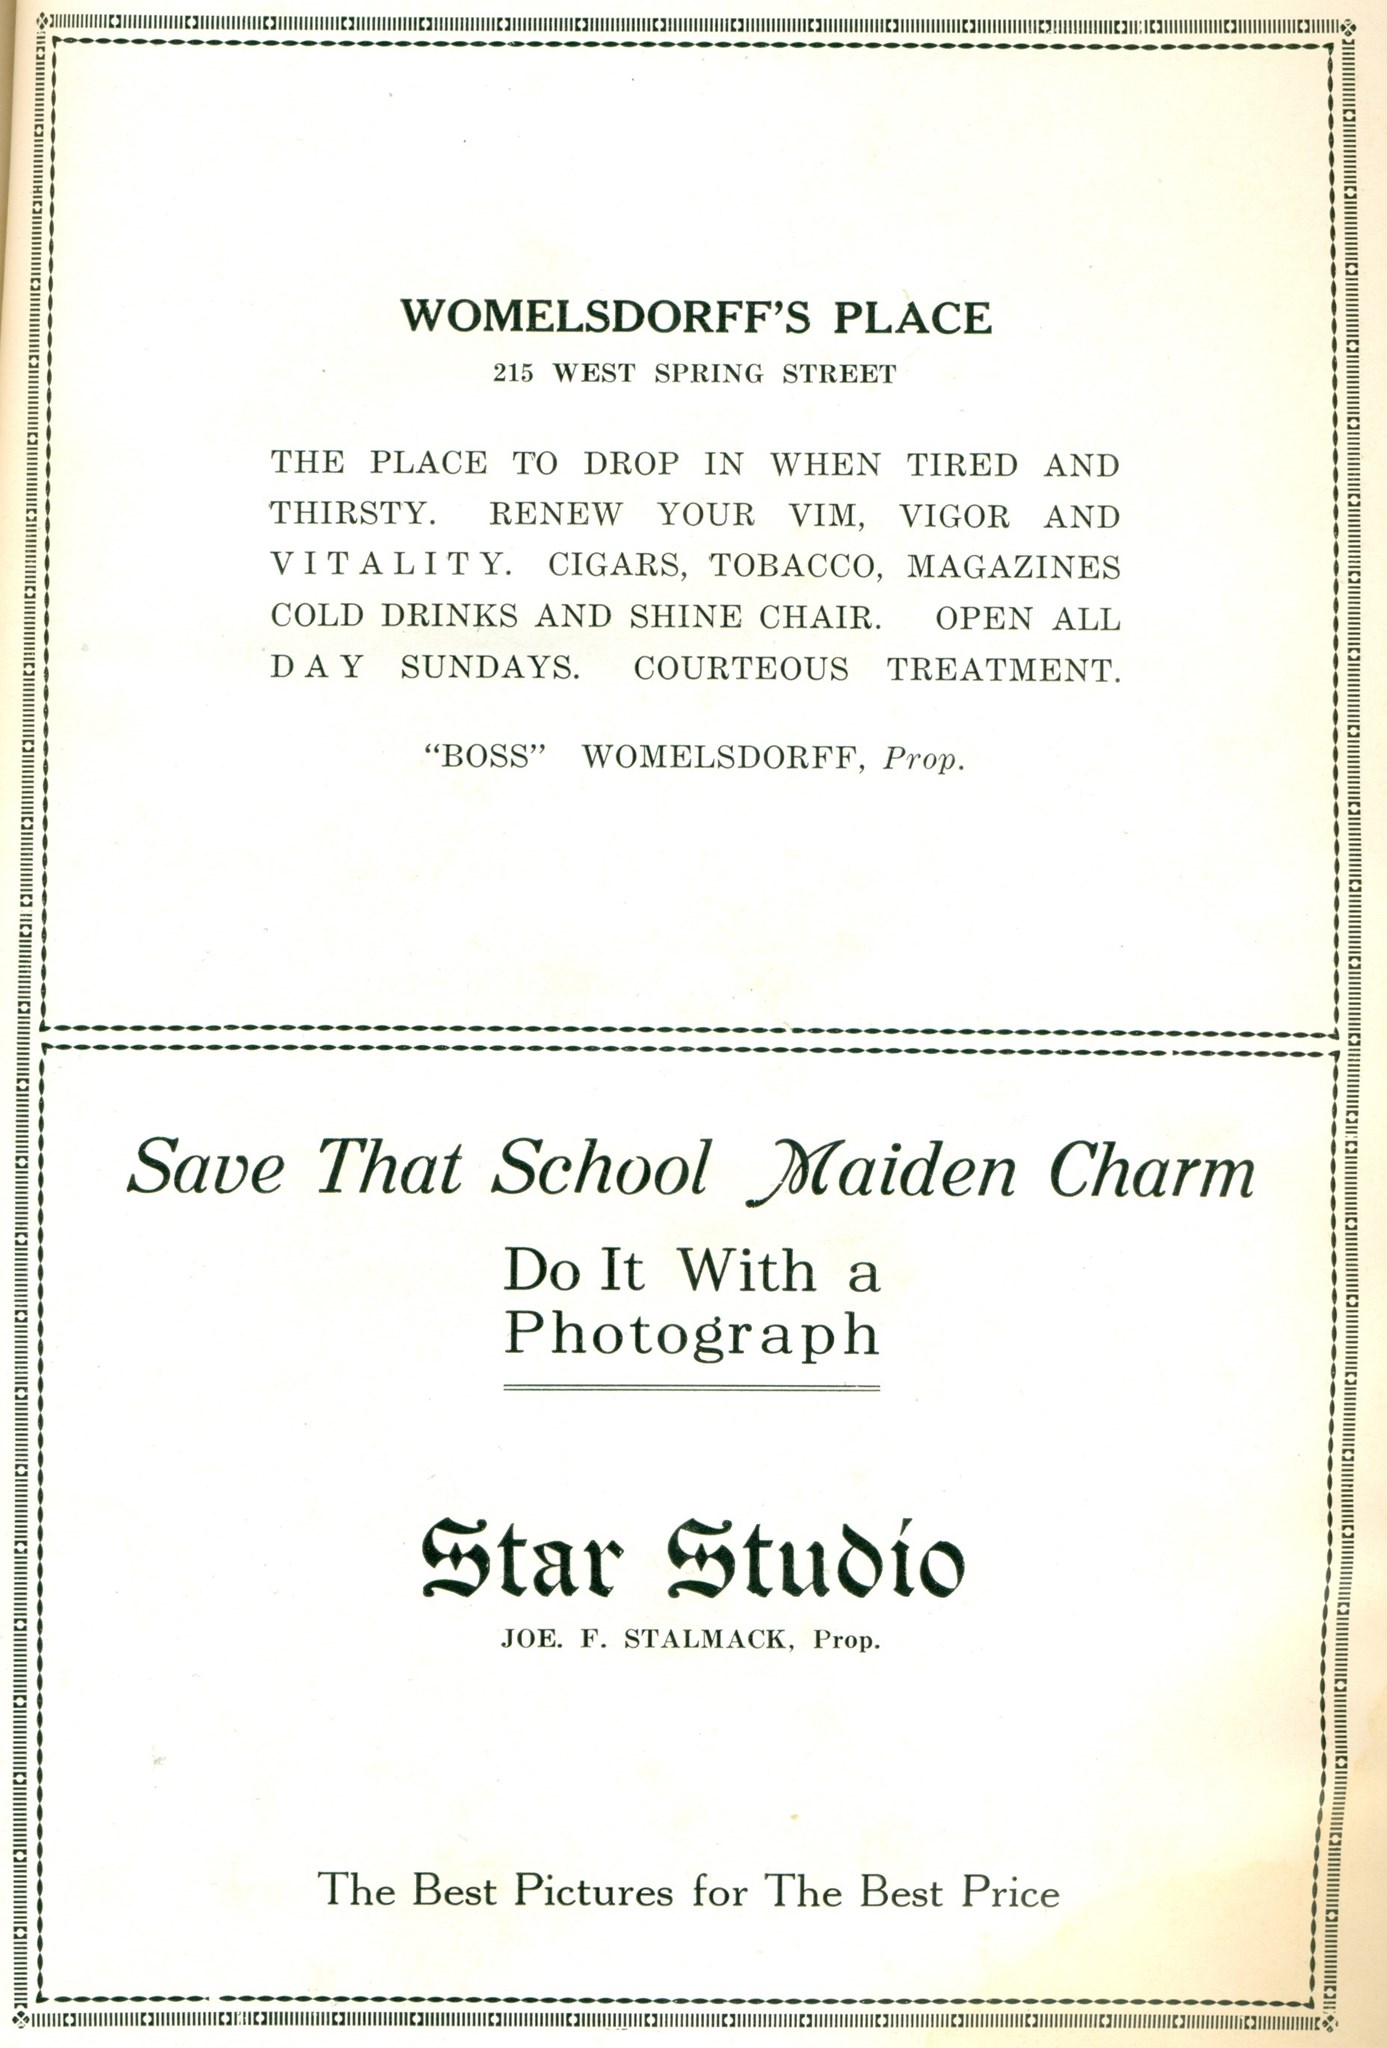 WOMELSDORFF'S PLACE
215 WEST SPRING STREET
THE PLACE TO DROP IN WHEN TIRED AND
THIRSTY. RENEW YOUR VIM, VIGOR AND
VITALITY. CIGARS, TOBACCO, MAGAZINES
COLD DRINKS AND SHINE CHAIR. OPEN ALL
DAY SUNDAYS. COURTEOUS TREATMENT.
“BOSS” WOMELSDORFF, Prop.
Save That School Maiden Charm
Do It With a
Photograph
Star Studio
JOE. F. STALMACK, Prop.
The Best Pictures for The Best Price